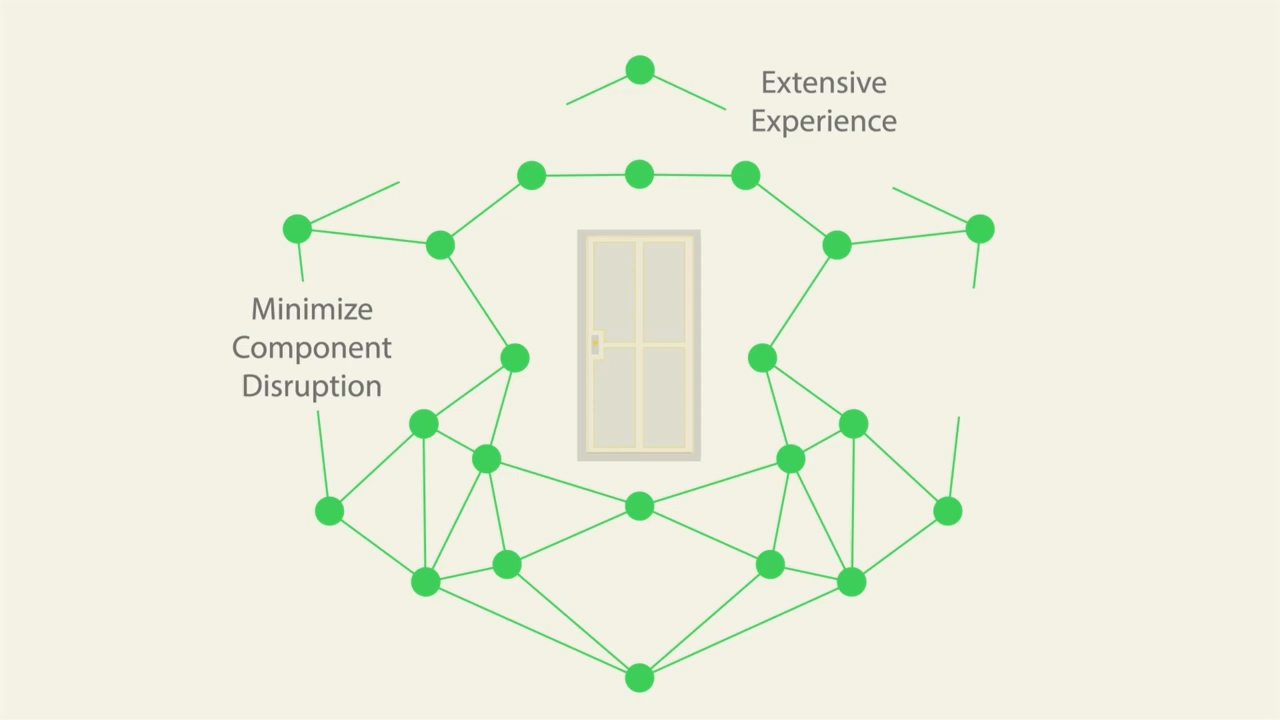 Extensive
Experience
Minimize
Component
Disruption